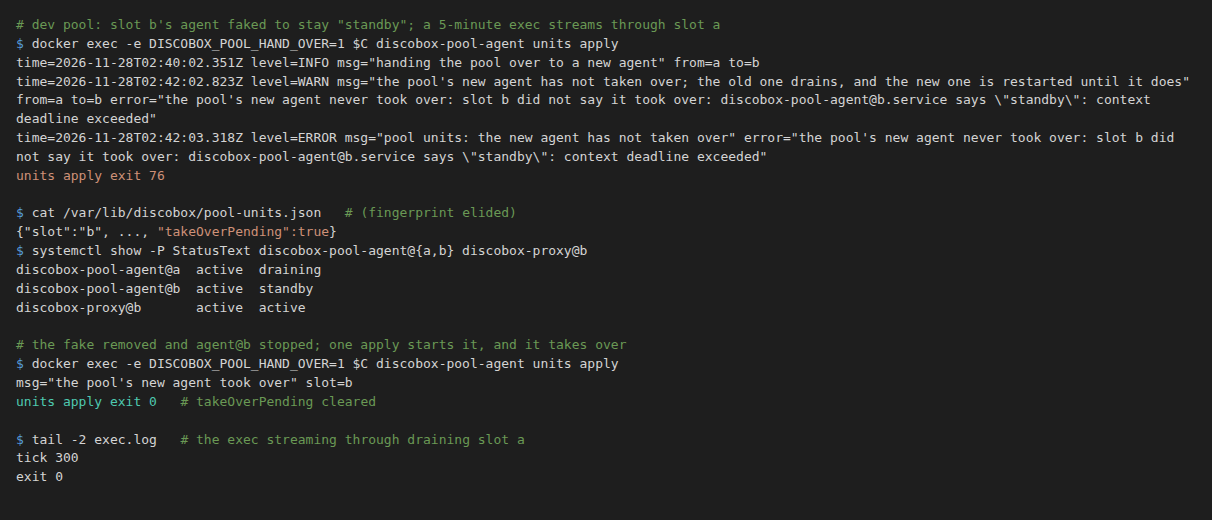 # dev pool: slot b's agent faked to stay "standby"; a 5-minute exec streams through slot a
$ docker exec -e DISCOBOX_POOL_HAND_OVER=1 $C discobox-pool-agent units apply
time=2026-11-28T02:40:02.351Z level=INFO msg="handing the pool over to a new agent" from=a to=b
time=2026-11-28T02:42:02.823Z level=WARN msg="the pool's new agent has not taken over; the old one drains, and the new one is restarted until it does"
from=a to=b error="the pool's new agent never took over: slot b did not say it took over: discobox-pool-agent@b.service says \"standby\": context
deadline exceeded"
time=2026-11-28T02:42:03.318Z level=ERROR msg="pool units: the new agent has not taken over" error="the pool's new agent never took over: slot b did
not say it took over: discobox-pool-agent@b.service says \"standby\": context deadline exceeded"
units apply exit 76
$ cat /var/lib/discobox/pool-units.json   # (fingerprint elided)
{"slot":"b", ..., "takeOverPending":true}
$ systemctl show -P StatusText discobox-pool-agent@{a,b} discobox-proxy@b
discobox-pool-agent@a  active  draining
discobox-pool-agent@b  active  standby
discobox-proxy@b       active  active
# the fake removed and agent@b stopped; one apply starts it, and it takes over
$ docker exec -e DISCOBOX_POOL_HAND_OVER=1 $C discobox-pool-agent units apply
msg="the pool's new agent took over" slot=b
units apply exit 0   # takeOverPending cleared
$ tail -2 exec.log   # the exec streaming through draining slot a
tick 300
exit 0